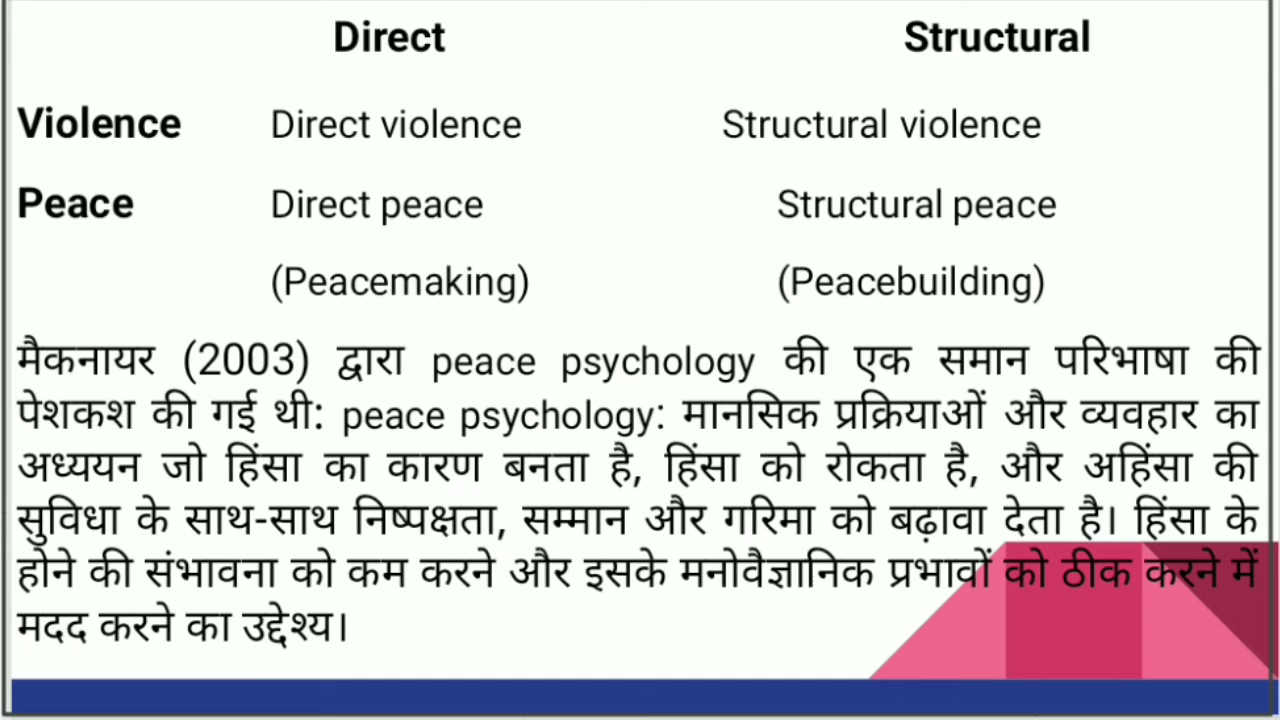 Direct Structural
Violence Direct violence Structural violence
Peace Direct peace Structural peace
(Peacemaking) (Peacebuilding)
मैकनायर (2003) द्वारा peace psychology की एक समान परिभाषा की
पेशकश की गई थी: peace psychology: मानसिक प्रक्रियाओं और व्यवहार का
अध्ययन जो हिंसा का कारण बनता है, हिंसा को रोकता है, और अहिंसा की
सुविधा के साथ-साथ निष्पक्षता, सम्मान और गरिमा को बढ़ावा देता है। हिंसा के
होने की संभावना को कम करने और इसके मनोवैज्ञानिक प्रभावों को ठीक करने में
मदद करने का उद्देश्य।